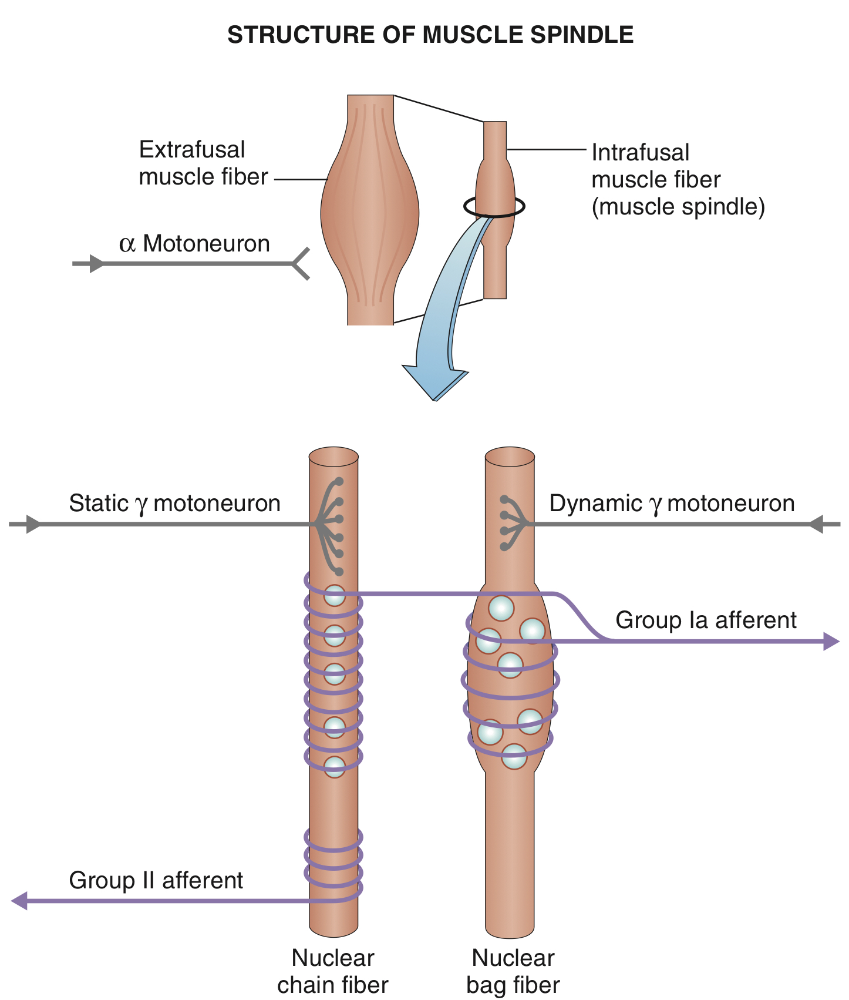 STRUCTURE OF MUSCLE SPINDLE
Extrafusal
muscle fiber
Intrafusal
muscle fiber
(muscle spindle)
α Motoneuron
Static γ motoneuron
Dynamic γ motoneuron
Group Ia afferent
Group II afferent
Nuclear
chain fiber
Nuclear
bag fiber